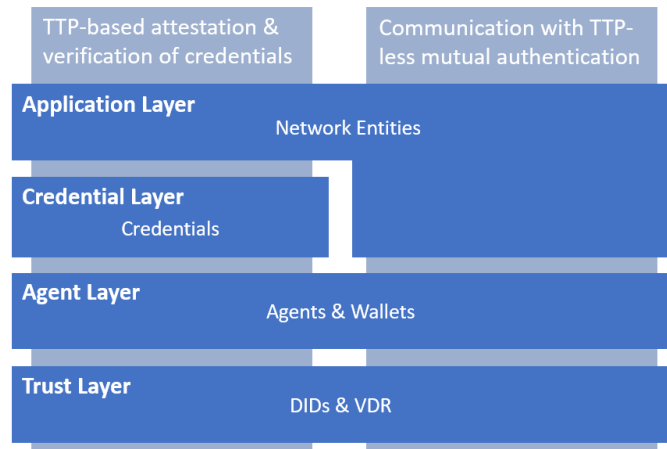 TTP-based attestation &
verification of credentials
Communication with TTP-
less mutual authentication
Application Layer
Network Entities
Credential Layer
Credentials
Agent Layer
Agents & Wallets
Trust Layer
DIDs & VDR